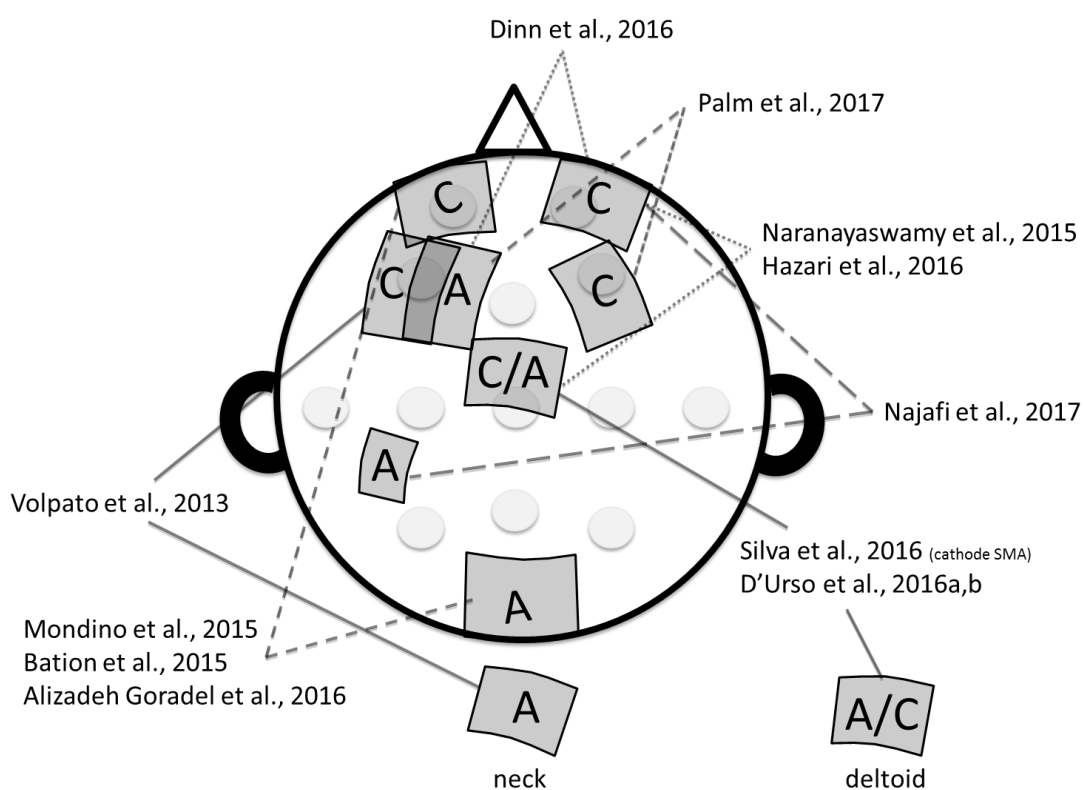 Dinn et al., 2016
Palm et al., 2017
C
C
Naranayaswamy et al., 2015
Hazari et al., 2016
C
A
C
C/A
Najafi et al., 2017
A
Volpato et al., 2013
Silva et al., 2016 (cathode SMA)
D'Urso et al., 2016a,b
A
Mondino et al., 2015
Bation et al., 2015
Alizadeh Goradel et al., 2016
A
A/C
neck
deltoid